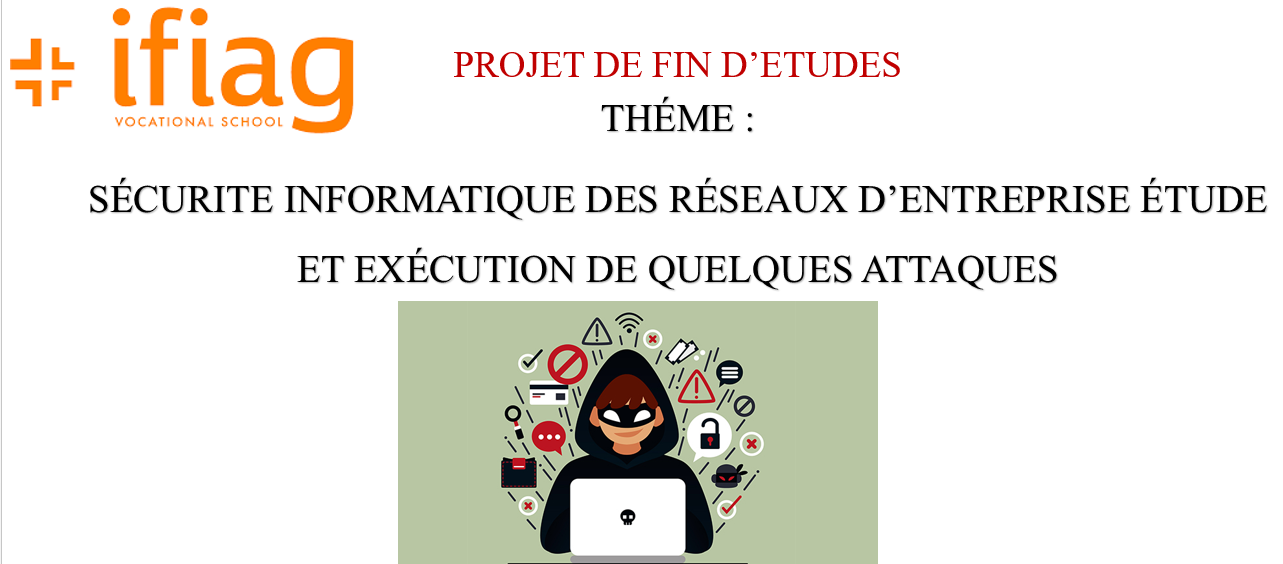 ifiag
VOCATIONAL SCHOOL
PROJET DE FIN D’ETUDES
THÉME :
SÉCURITE INFORMATIQUE DES RÉSEAUX D’ENTREPRISE ÉTUDE
ET EXÉCUTION DE QUELQUES ATTAQUES